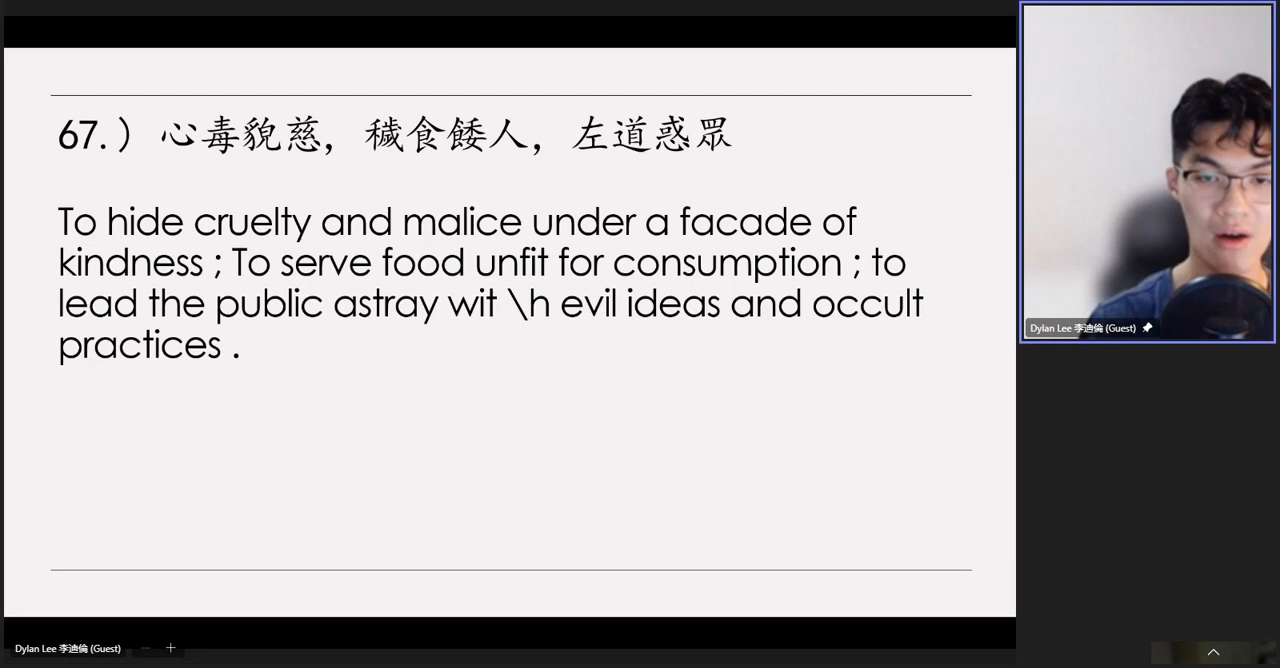 67.）心毒貌慈，穢食餧人，左道惑眾
To hide cruelty and malice under a facade of
kindness ; To serve food unfit for consumption ; to
lead the public astray wit \h evil ideas and occult
practices .
Dylan Lee 李迪倫 (Guest)
Dylan Lee 李迪倫 (Guest)